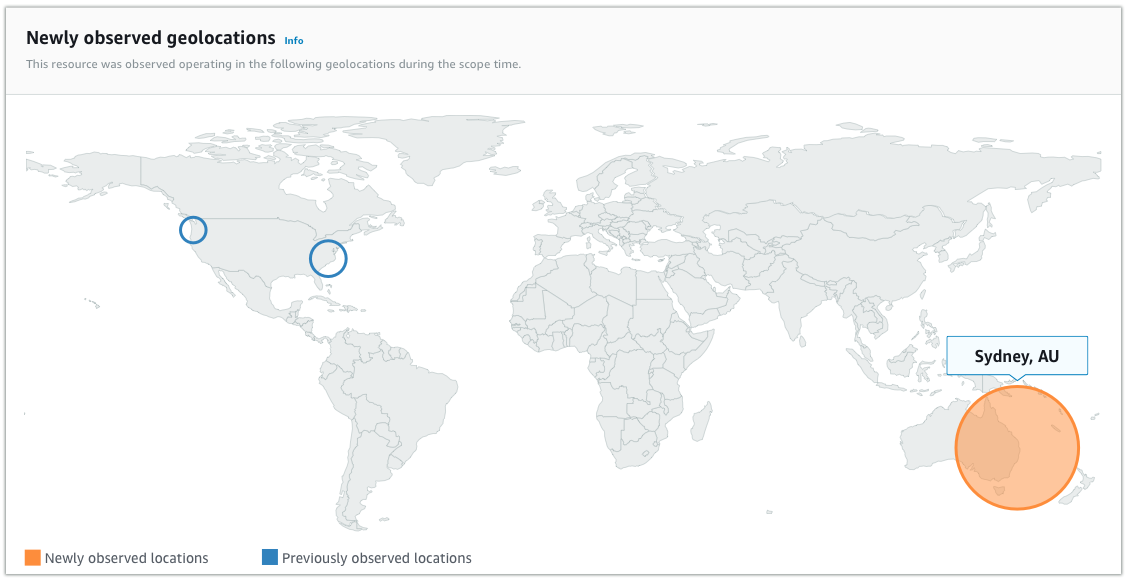 Newly observed geolocations Info
This resource was observed operating in the following geolocations during the scope time.
Sydney, AU
Newly observed locations Previously observed locations